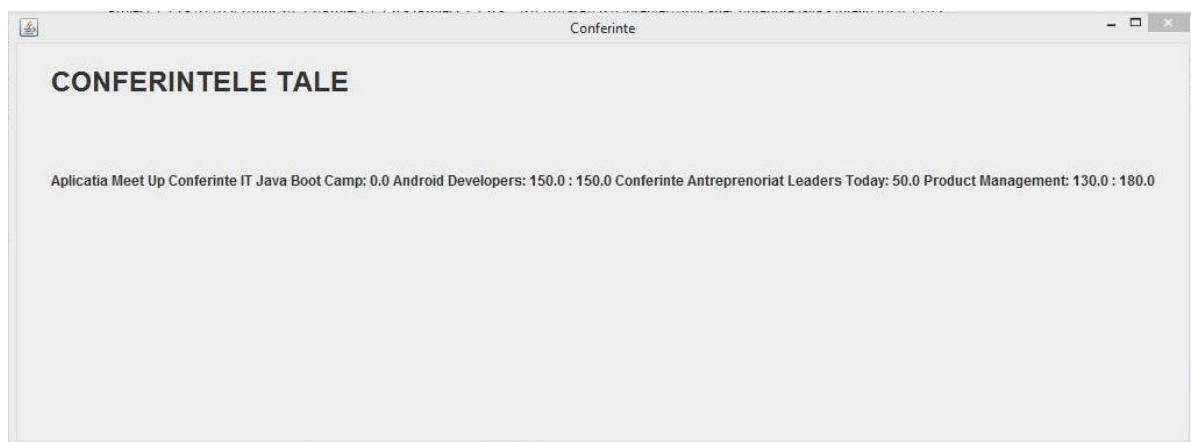 Conferinte
CONFERINTELE TALE
Aplicatia Meet Up Conferinte IT Java Boot Camp: 0.0 Android Developers: 150.0 : 150.0 Conferinte Antreprenoriat Leaders Today: 50.0 Product Management: 130.0 : 180.0